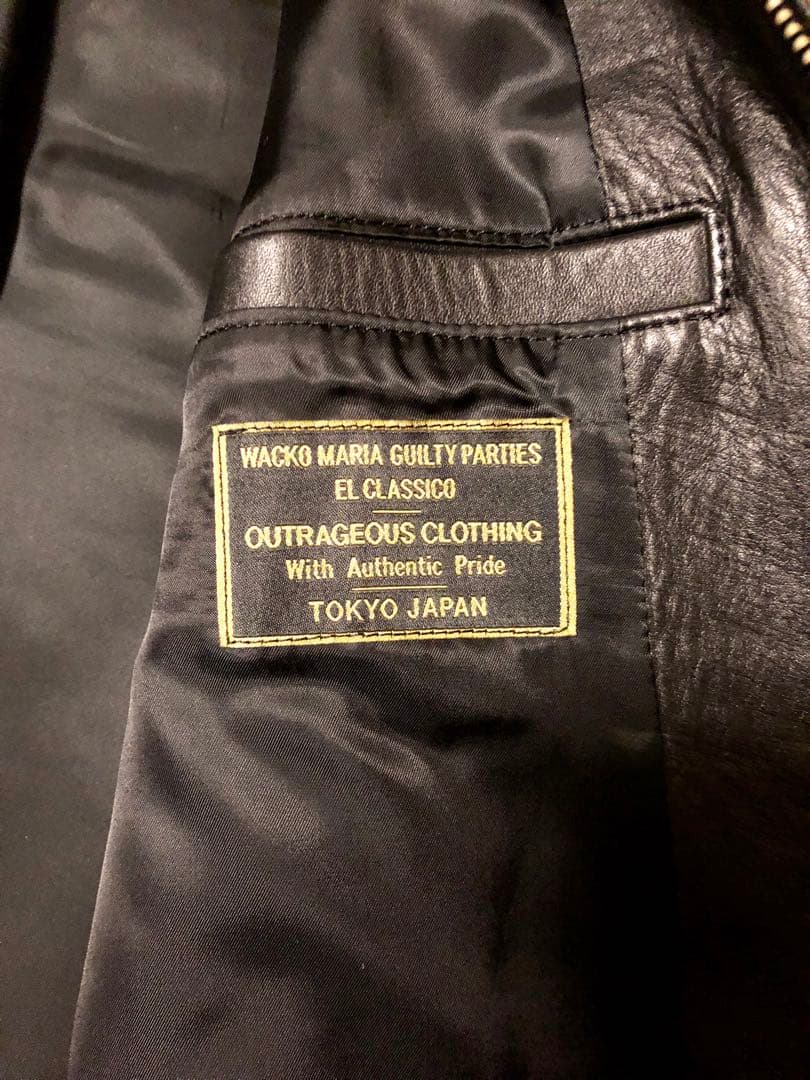 WACKO MARIA GUILTY PARTIES
EL CLASSICO
OUTRAGEOUS CLOTHING
With Authentic Pride
TOKYO JAPAN